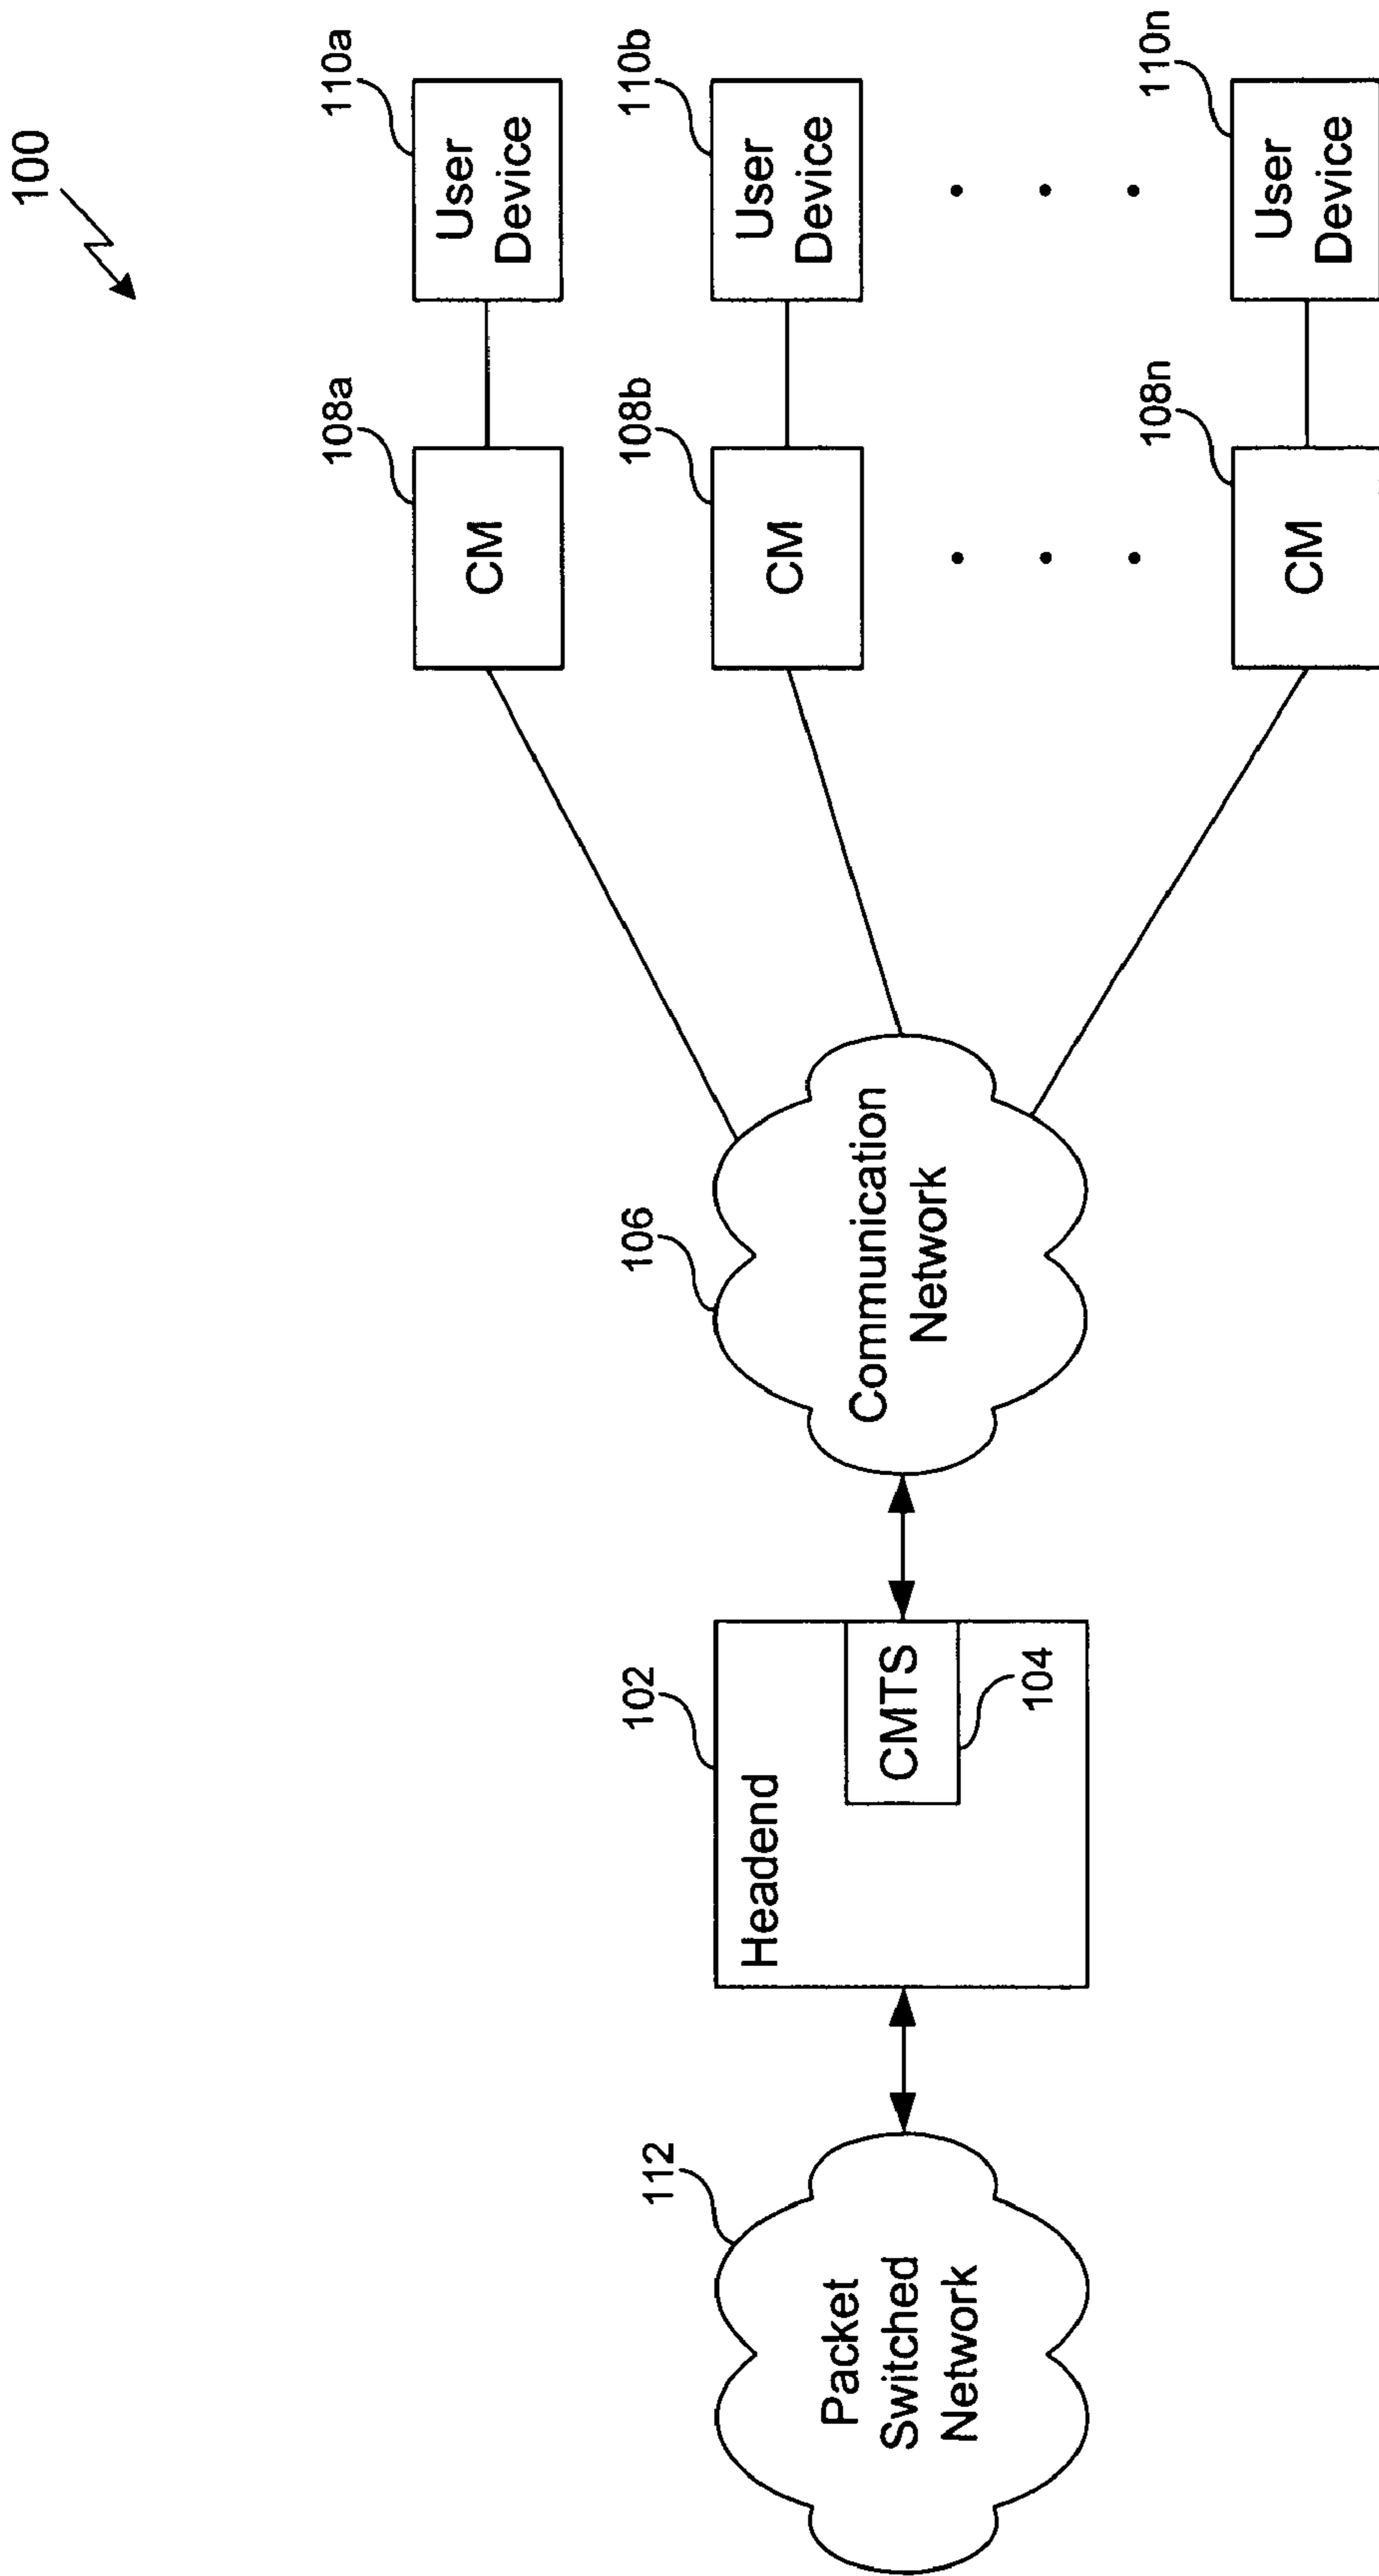 100
110a
User
Device
108a
CM
110b
User
Device
108b
CM
110n
User
Device
108n
CM
106
Communication
Network
102
Headend
CMTS
104
112
Packet
Switched
Network